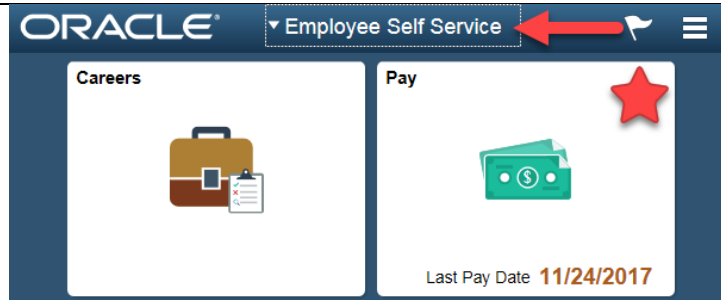 ORACLE®
Employee Self Service
Careers
Pay
$
Last Pay Date 11/24/2017